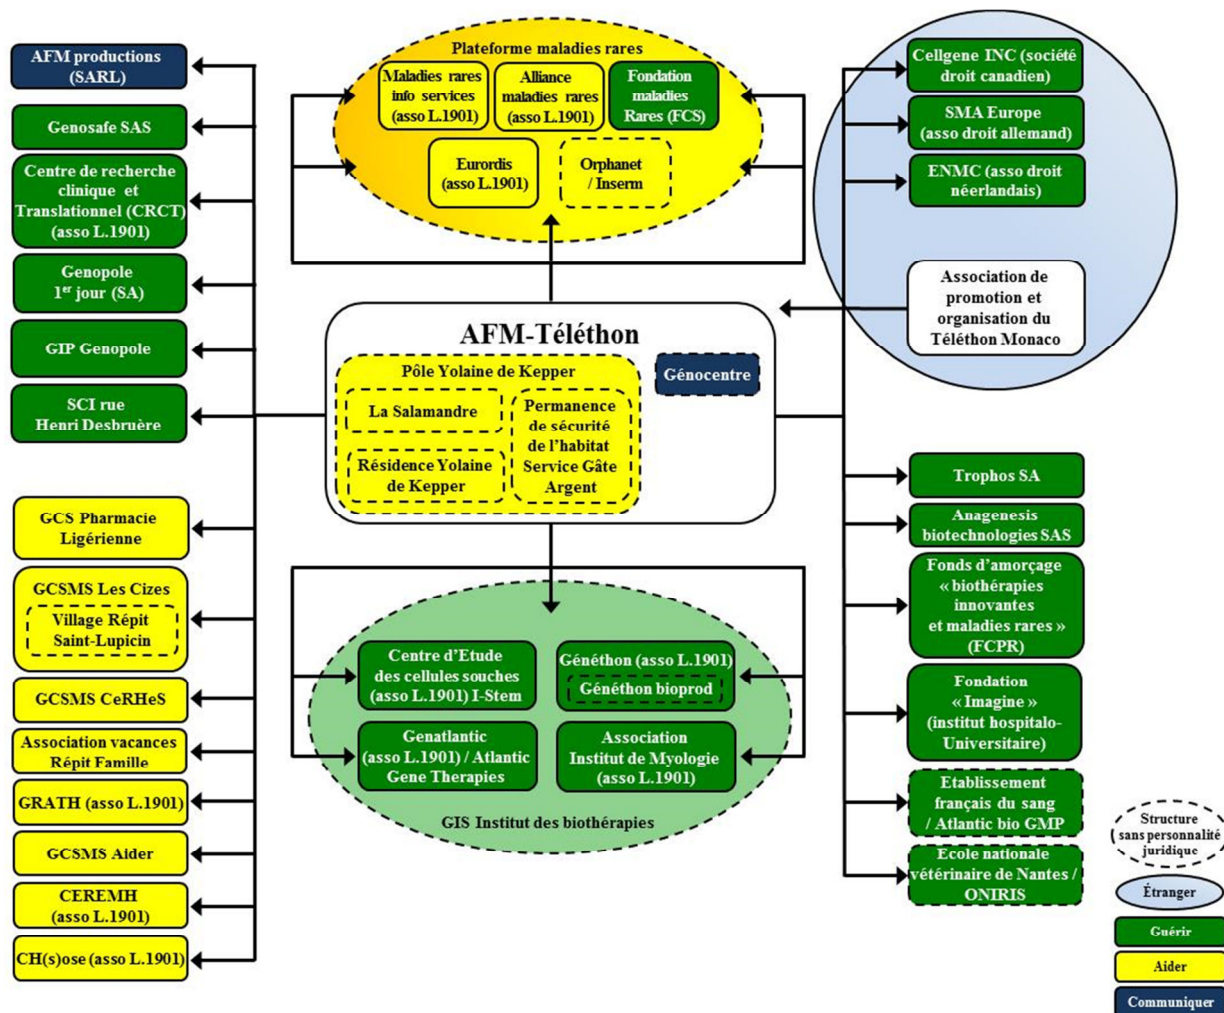 AFM productions
(SARL)
Genosafe SAS
Centre de recherche
clinique et
Translationnel (CRCT)
(asso L.1901)
Genopole
1er jour (SA)
GIP Genopole
SCI rue
Henri Desbruère
GCS Pharmacie
Ligérienne
GCSMS Les Cizes
Village Répit
Saint-Lupicin
GCSMS CeRHeS
Association vacances
Répit Famille
GRATH (asso L.1901)
GCSMS Aider
CEREMH
(asso L.1901)
CH(s)ose (asso L.1901)
Plateforme maladies rares
Maladies rares
info services
(asso L.1901)
Alliance
maladies rares
(asso L.1901)
Fondation
maladies
Rares (FCS)
Eurordis
(asso L.1901)
Orphanet
/ Inserm
AFM-Téléthon
Pôle Yolaine de Kepper
La Salamandre
Résidence Yolaine
de Kepper
Permanence
de sécurité
de l’habitat
Service Gâte
Argent
Génocentre
Centre d’Etude
des cellules souches
(asso L.1901) I-Stem
Généthon (asso L.1901)
Généthon bioprod
Genatlantic
(asso L.1901) / Atlantic
Gene Therapies
Association
Institut de Myologie
(asso L.1901)
GIS Institut des biothérapies
Cellgene INC (société
droit canadien)
SMA Europe
(asso droit allemand)
ENMC (asso droit
néerlandais)
Association de
promotion et
organisation du
Téléthon Monaco
Trophos SA
Anagenesis
biotechnologies SAS
Fonds d’amorçage
« biothérapies
innovantes
et maladies rares »
(FCPR)
Fondation
« Imagine »
(institut hospitalo-
Universitaire)
Etablissement
français du sang
/ Atlantic bio GMP
Ecole nationale
vétérinaire de Nantes /
ONIRIS
Structure
sans personnalité
juridique
Étranger
Guérir
Aider
Communiquer